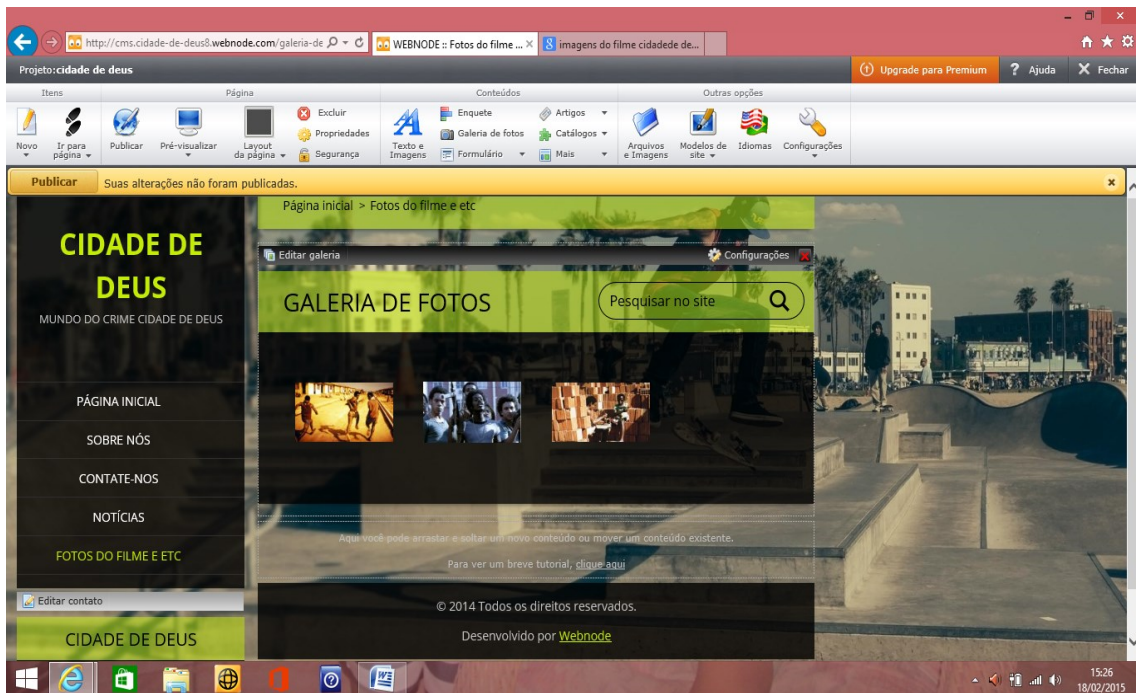 http://cms.cidade-de-deus8.webnode.com/galeria-de
WEBNODE :: Fotos do filme ...
imagens do filme cidadede de...
Projeto:cidade de deus
Upgrade para Premium
? Ajuda
X Fechar
Itens
Página
Conteúdos
Outras opções
Novo
Ir para página
Publicar
Pré-visualizar
Layout da página
Excluir
Propriedades
Segurança
Texto e Imagens
Enquete
Galeria de fotos
Formulário
Artigos
Catálogos
Mais
Arquivos e Imagens
Modelos de site
Idiomas
Configurações
Publicar
Suas alterações não foram publicadas.
Página inicial > Fotos do filme e etc
CIDADE DE
DEUS
MUNDO DO CRIME CIDADE DE DEUS
Editar galeria
Configurações
GALERIA DE FOTOS
Pesquisar no site
PÁGINA INICIAL
SOBRE NÓS
CONTATE-NOS
NOTÍCIAS
FOTOS DO FILME E ETC
Aqui você pode arrastar e soltar um novo conteúdo ou mover um conteúdo existente.
Para ver um breve tutorial, clique aqui
Editar contato
CIDADE DE DEUS
© 2014 Todos os direitos reservados.
Desenvolvido por Webnode
15:26
18/02/2015